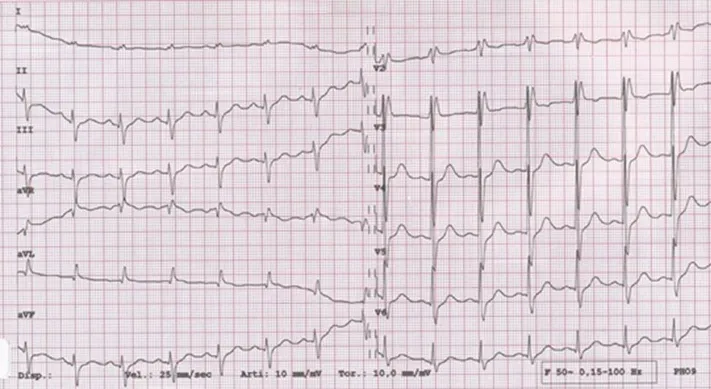 I
II
III
aVR
aVL
aVF
V2
V3
V4
V5
V6
Disp.: Vel.: 25 mm/sec Arti: 10 mm/mV Tor.: 10,0 mm/mV F 50~ 0,15-100 Hz PH09